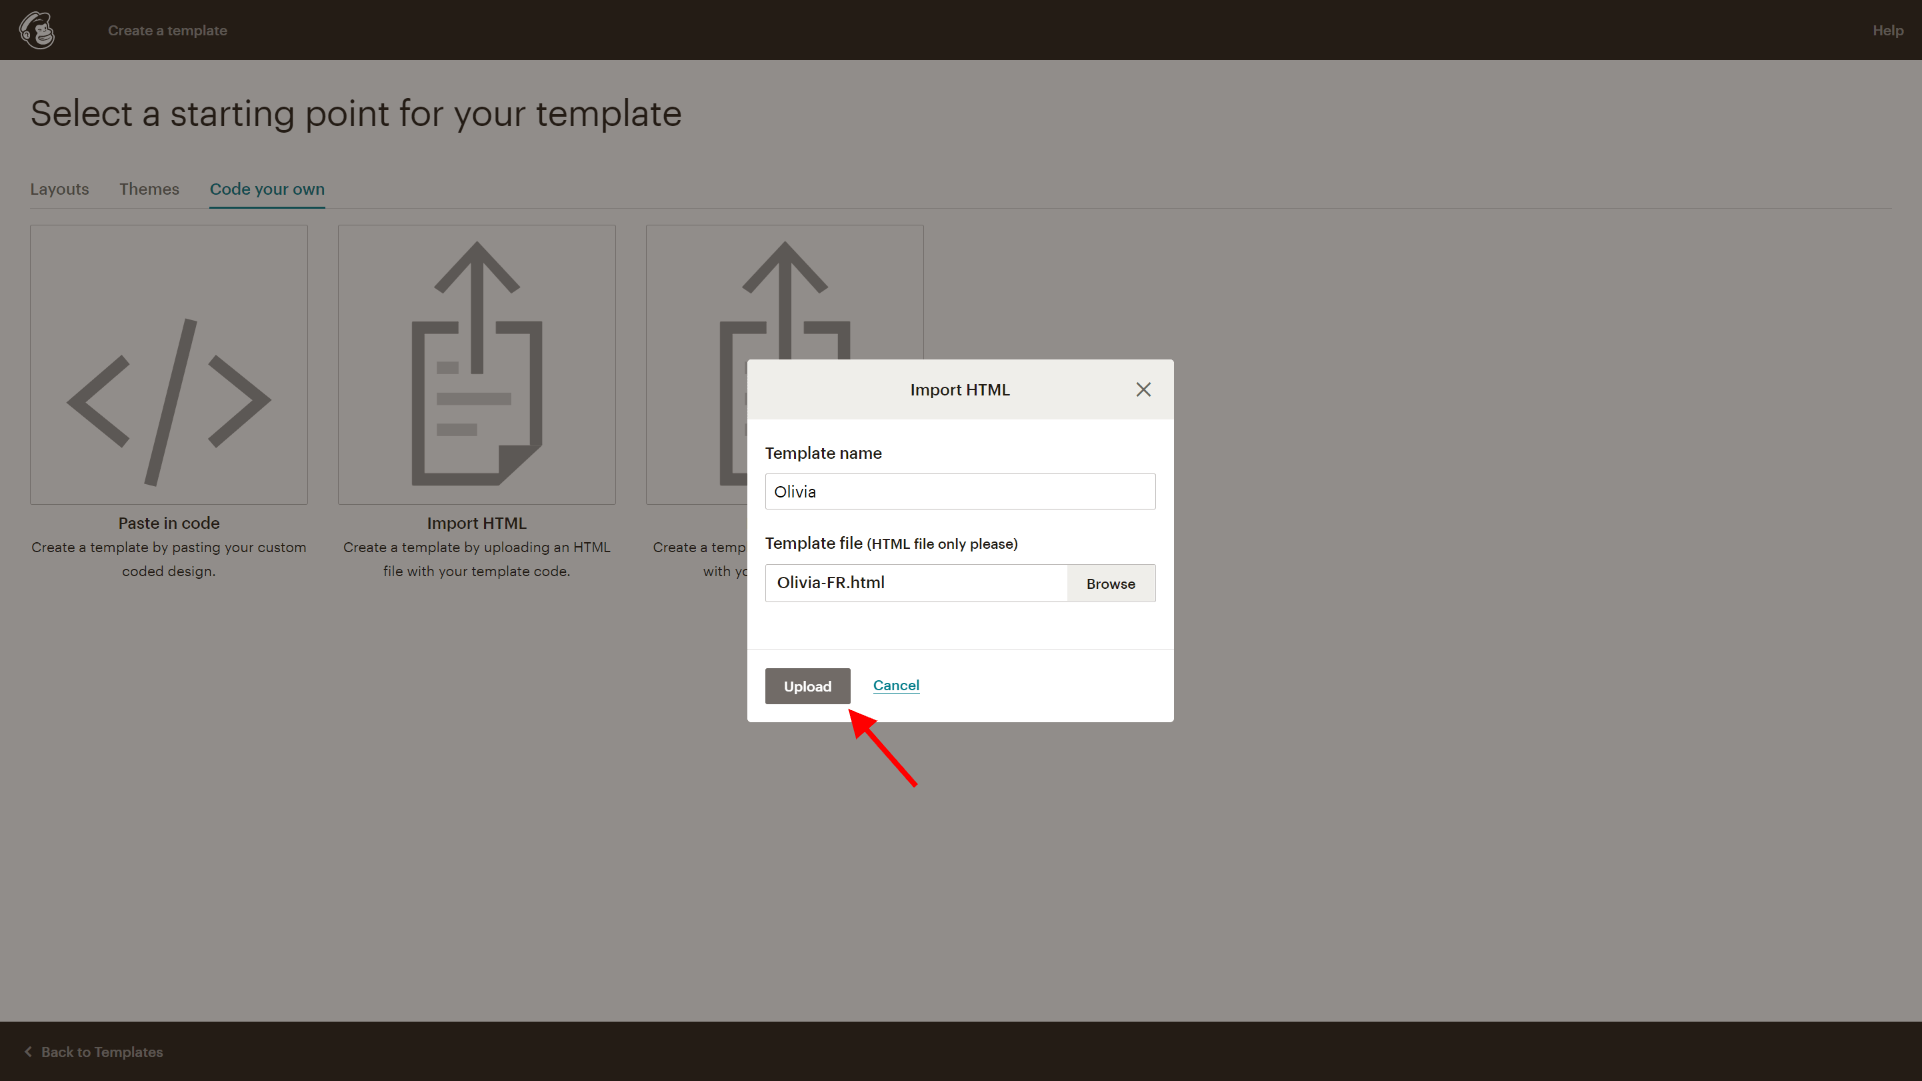 Create a template
Help
Select a starting point for your template
Layouts
Themes
Code your own
Paste in code
Create a template by pasting your custom
coded design.
Import HTML
Create a template by uploading an HTML
file with your template code.
Create a temp
with yo
Import HTML
Template name
Olivia
Template file (HTML file only please)
Olivia-FR.html
Browse
Upload
Cancel
Back to Templates